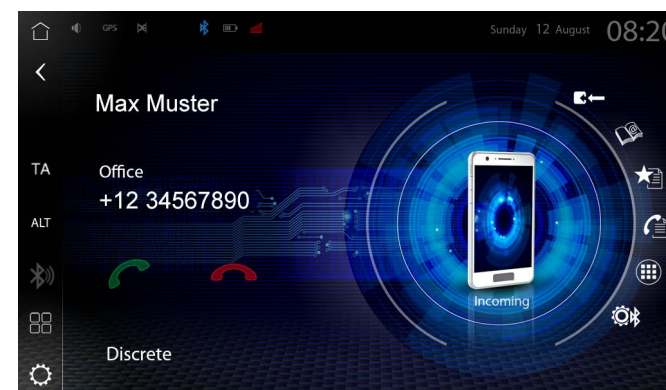 GPS
Sunday 12 August 08:20
Max Muster
TA
Office
+12 34567890
ALT
Incoming
Discrete